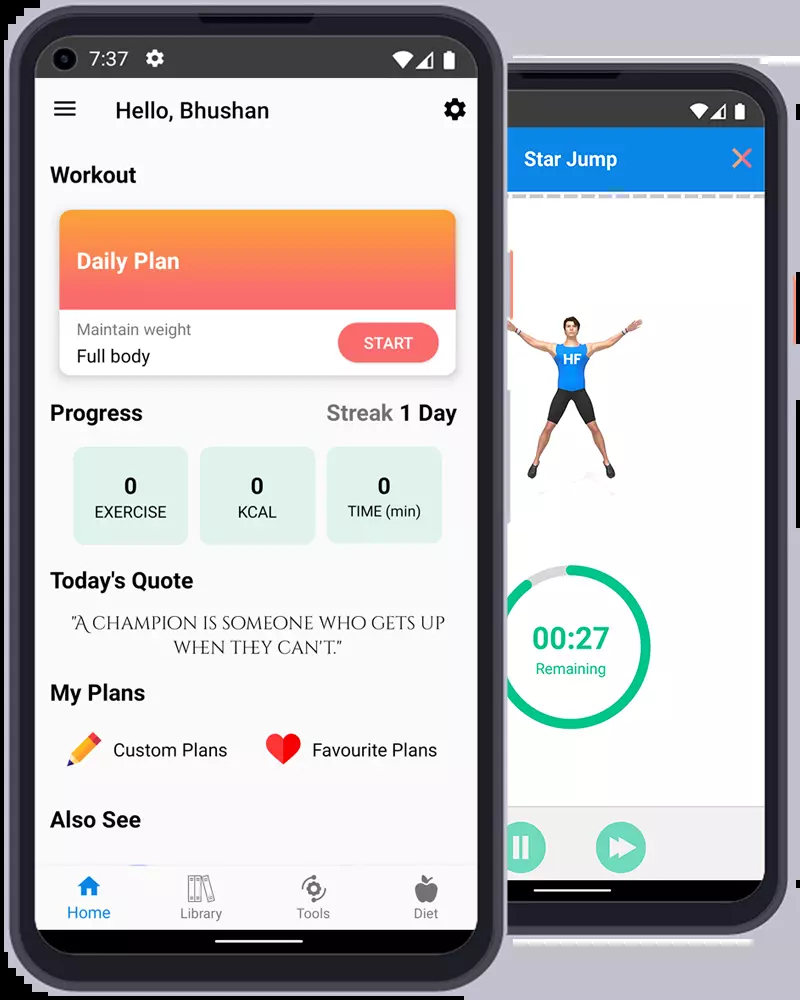 7:37
Hello, Bhushan
Workout
Daily Plan
Maintain weight
Full body
START
Progress
Streak 1 Day
0
EXERCISE
0
KCAL
0
TIME (min)
Today's Quote
"A CHAMPION IS SOMEONE WHO GETS UP
WHEN THEY CAN'T."
My Plans
Custom Plans
Favourite Plans
Also See
Home
Library
Tools
Diet
Star Jump
HF
00:27
Remaining